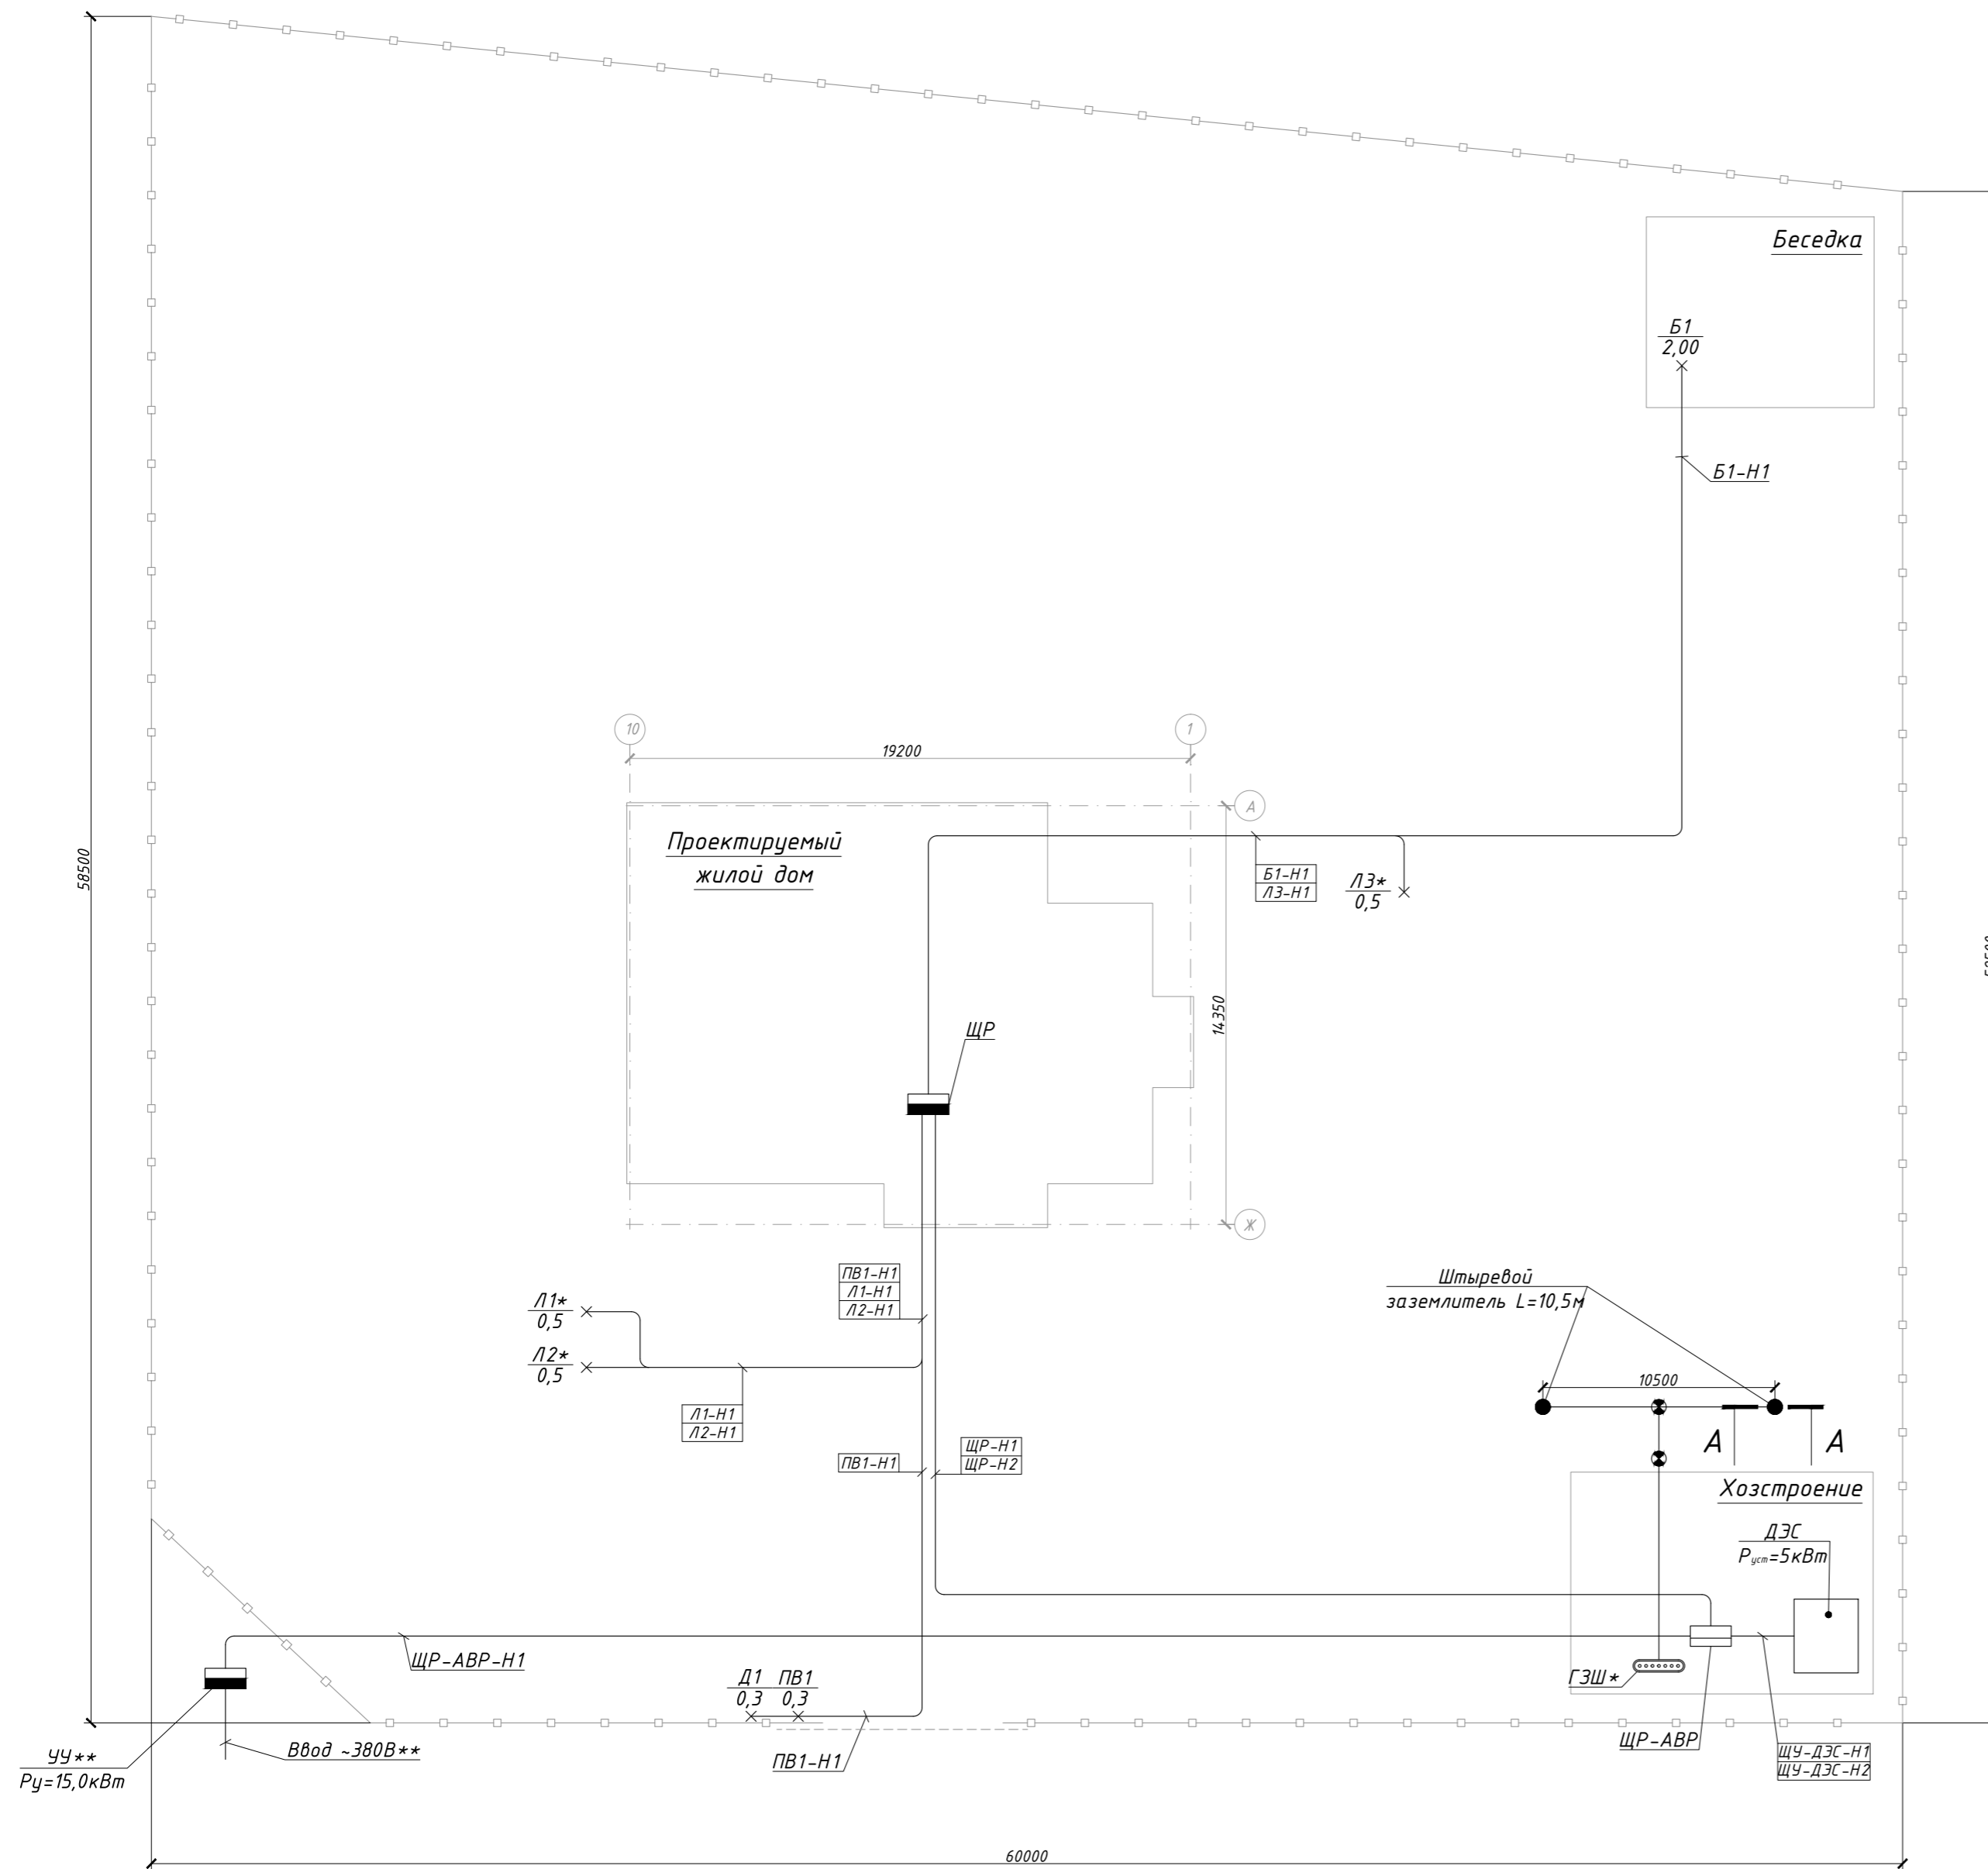 Беседка
Б1
2,00
Б1-Н1
10
1
19200
А
Проектируемый
жилой дом
58500
Б1-Н1
Л3-Н1
Л3*
0,5
14350
ЩР
Ж
ПВ1-Н1
Л1-Н1
Л2-Н1
Л1*
0,5
Л2*
0,5
Л1-Н1
Л2-Н1
ПВ1-Н1
ЩР-Н1
ЩР-Н2
Штыревой
заземлитель L=10,5м
10500
А
А
Хозстроение
ДЭС
Руст=5кВт
ЩР-АВР-Н1
Д1
0,3
ПВ1
0,3
ГЗШ*
ЩР-АВР
ЩУ-ДЭС-Н1
ЩУ-ДЭС-Н2
Ввод ~380В**
УУ**
Ру=15,0кВт
ПВ1-Н1
60000